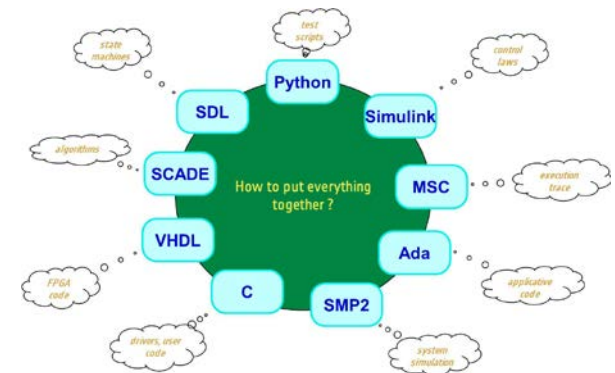 test
scripts
state
machines
control
laws
Python
SDL
Simulink
algorithms
SCADE
How to put everything
together ?
MSC
execution
trace
VHDL
Ada
FPGA
code
C
SMP2
applicative
code
drivers, user
code
system
simulation